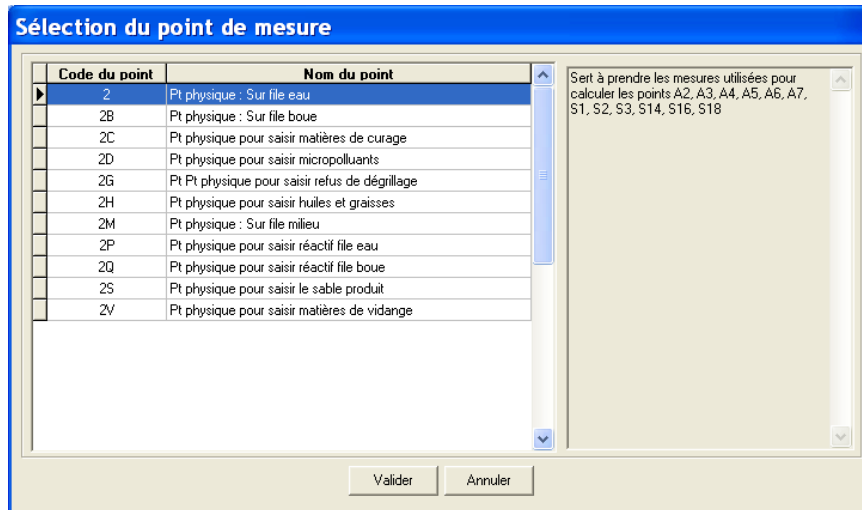 Sélection du point de mesure
Code du point Nom du point
2 Pt physique : Sur file eau
2B Pt physique : Sur file boue
2C Pt physique pour saisir matières de curage
2D Pt physique pour saisir micropolluants
2G Pt Pt physique pour saisir refus de dégrillage
2H Pt physique pour saisir huiles et graisses
2M Pt physique : Sur file milieu
2P Pt physique pour saisir réactif file eau
2Q Pt physique pour saisir réactif file boue
2S Pt physique pour saisir le sable produit
2V Pt physique pour saisir matières de vidange
Sert à prendre les mesures utilisées pour
calculer les points A2, A3, A4, A5, A6, A7,
S1, S2, S3, S14, S16, S18
Valider Annuler